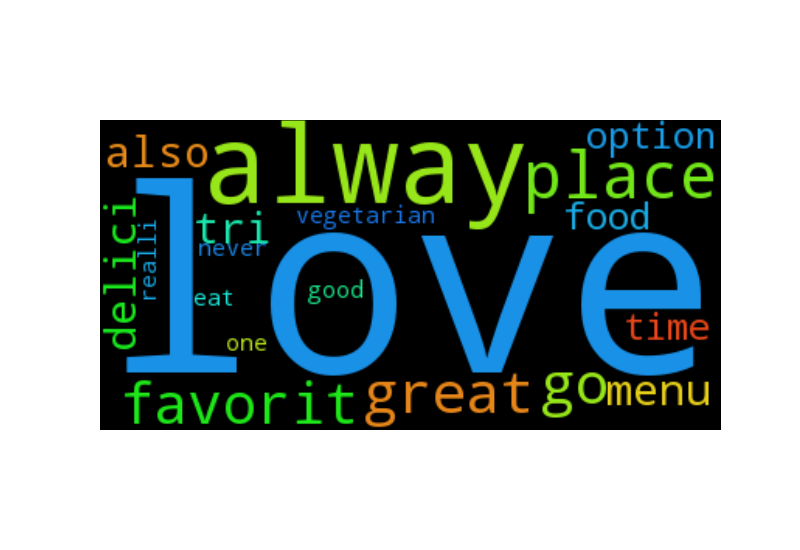 option
also
alway
place
delici
realli
tri
vegetarian
food
never
love
eat
good
time
one
favorit
great
go
menu